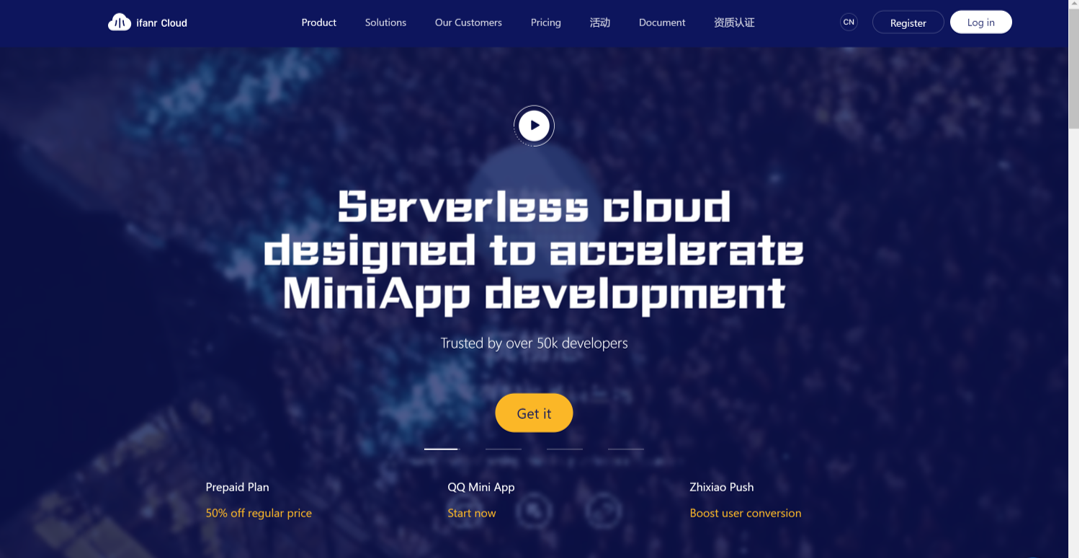 ifanr Cloud
Product
Solutions
Our Customers
Pricing
活动
Document
资质认证
CN
Register
Log in
Serverless cloud
designed to accelerate
MiniApp development
Trusted by over 50k developers
Get it
Prepaid Plan
QQ Mini App
Zhixiao Push
50% off regular price
Start now
Boost user conversion